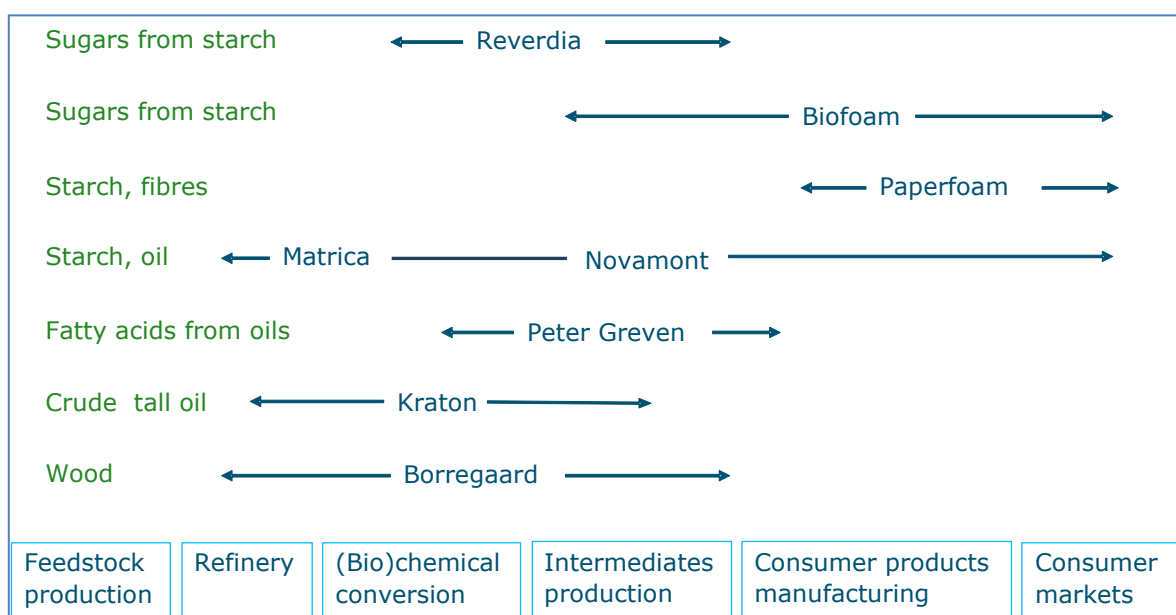 Sugars from starch Reverdia
Sugars from starch Biofoam
Starch, fibres Paperfoam
Starch, oil Matrica Novamont
Fatty acids from oils Peter Greven
Crude tall oil Kraton
Wood Borregaard
Feedstock production
Refinery
(Bio)chemical conversion
Intermediates production
Consumer products manufacturing
Consumer markets